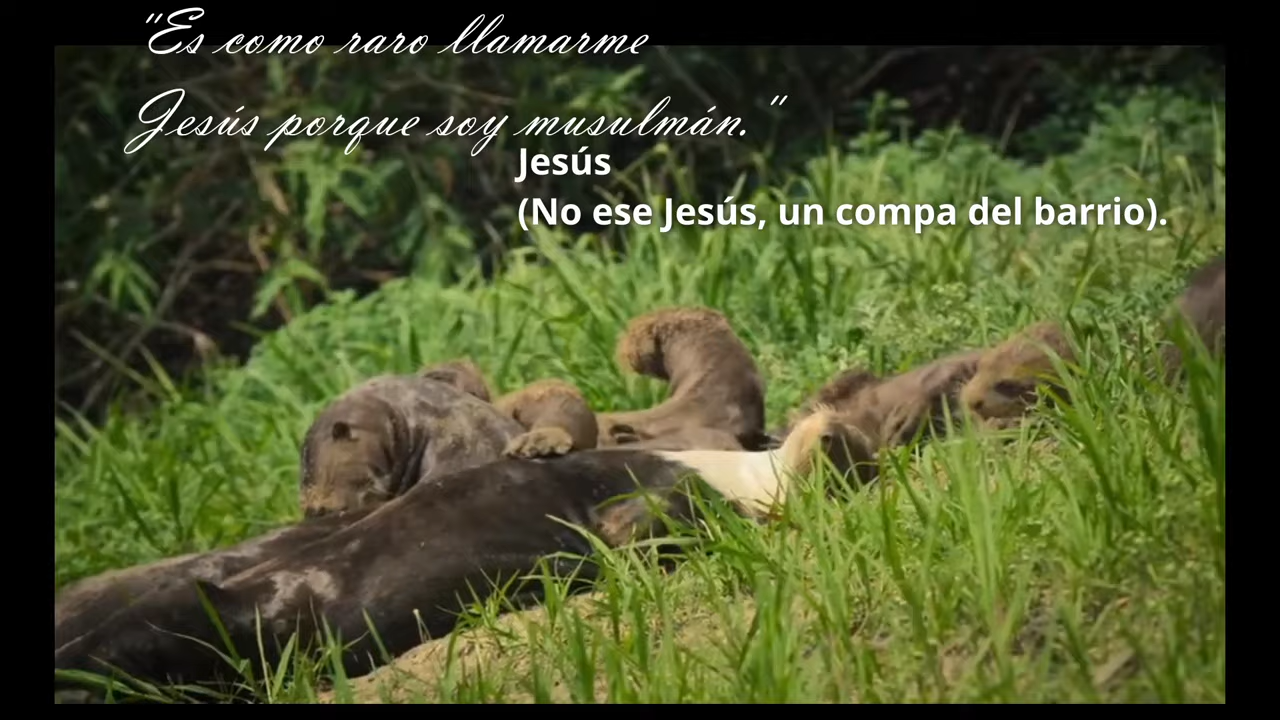 "Es como raro llamarme
Jesús porque soy musulmán."
Jesús
(No ese Jesús, un compa del barrio).